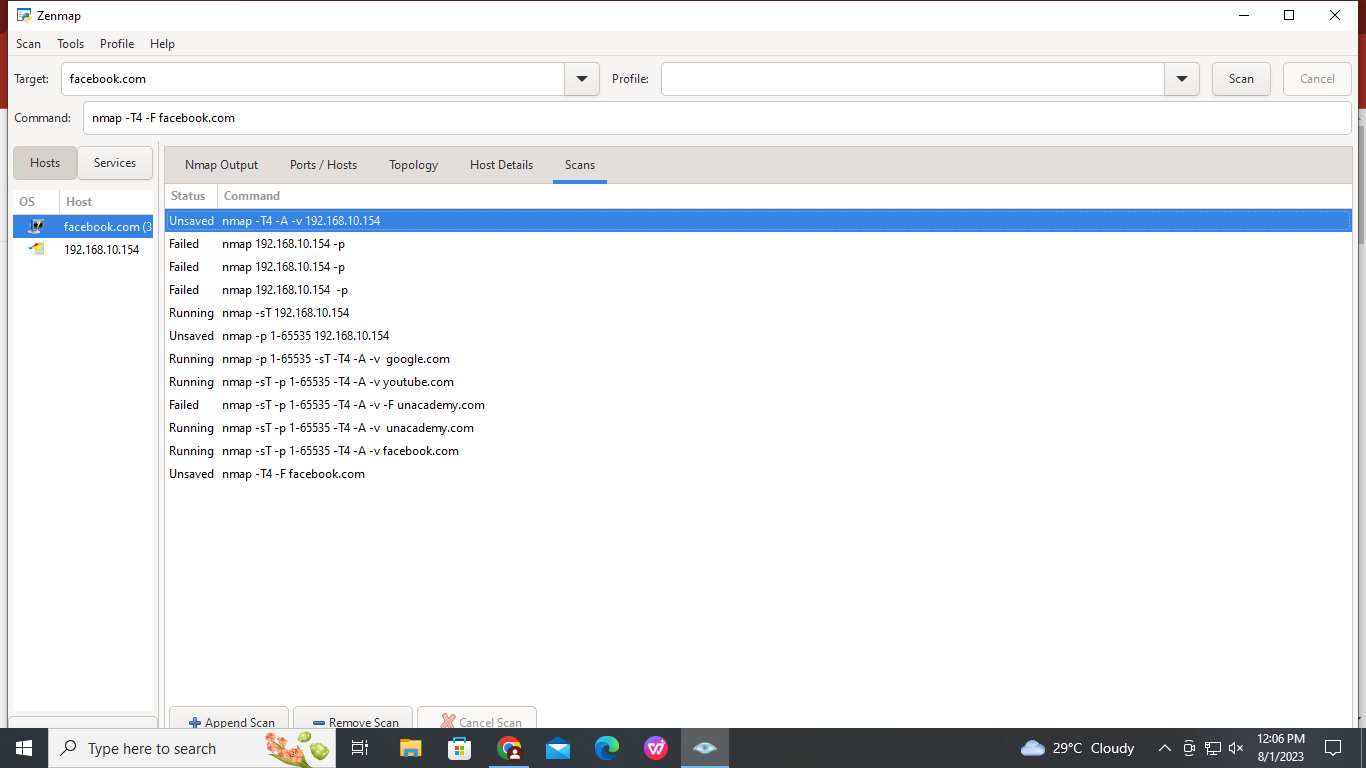 Zenmap
Scan Tools Profile Help
Target: facebook.com Profile: Scan Cancel
Command: nmap -T4 -F facebook.com
Hosts Services
Nmap Output Ports / Hosts Topology Host Details Scans
OS Host
facebook.com (3
192.168.10.154
Status Command
Unsaved nmap -T4 -A -v 192.168.10.154
Failed nmap 192.168.10.154 -p
Failed nmap 192.168.10.154 -p
Failed nmap 192.168.10.154  -p
Running nmap -sT 192.168.10.154
Unsaved nmap -p 1-65535 192.168.10.154
Running nmap -p 1-65535 -sT -T4 -A -v  google.com
Running nmap -sT -p 1-65535 -T4 -A -v youtube.com
Failed nmap -sT -p 1-65535 -T4 -A -v -F unacademy.com
Running nmap -sT -p 1-65535 -T4 -A -v  unacademy.com
Running nmap -sT -p 1-65535 -T4 -A -v facebook.com
Unsaved nmap -T4 -F facebook.com
Append Scan Remove Scan Cancel Scan
Type here to search
29°C Cloudy
12:06 PM
8/1/2023